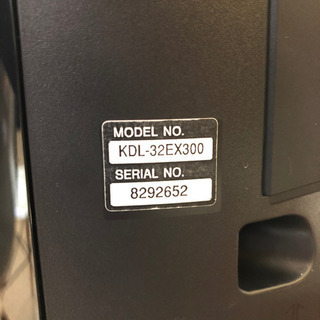 MODEL NO.
KDL-32EX300
SERIAL NO.
8292652